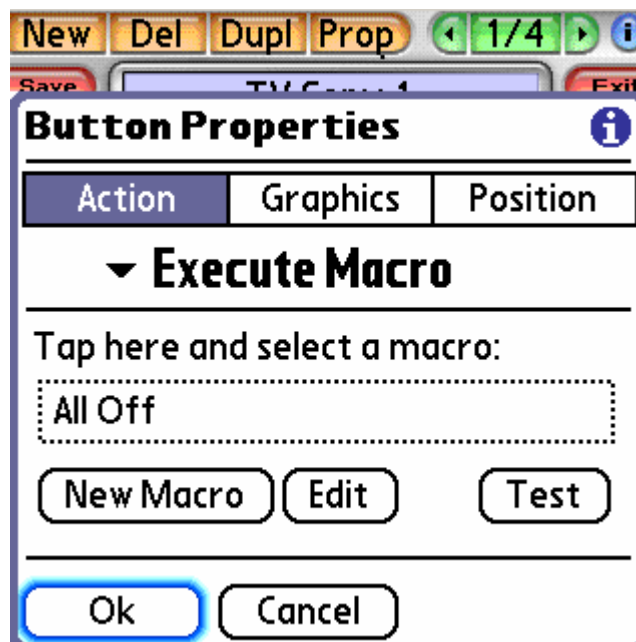 New Del Dupl Prop 1/4 i
Save Exit
Button Properties i
Action Graphics Position
Execute Macro
Tap here and select a macro:
All Off
New Macro Edit Test
Ok Cancel